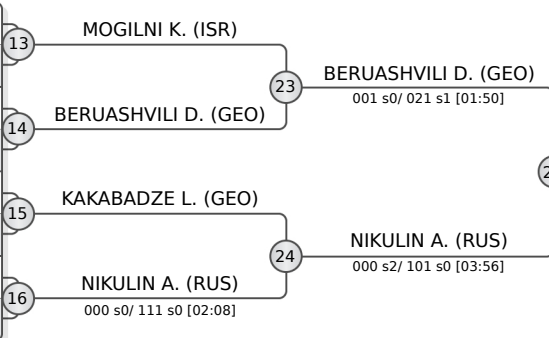 MOGILNI K. (ISR)
13
23
BERUASHVILI D. (GEO)
001 s0/ 021 s1 [01:50]
BERUASHVILI D. (GEO)
14
KAKABADZE L. (GEO)
15
24
NIKULIN A. (RUS)
000 s2/ 101 s0 [03:56]
NIKULIN A. (RUS)
16
000 s0/ 111 s0 [02:08]